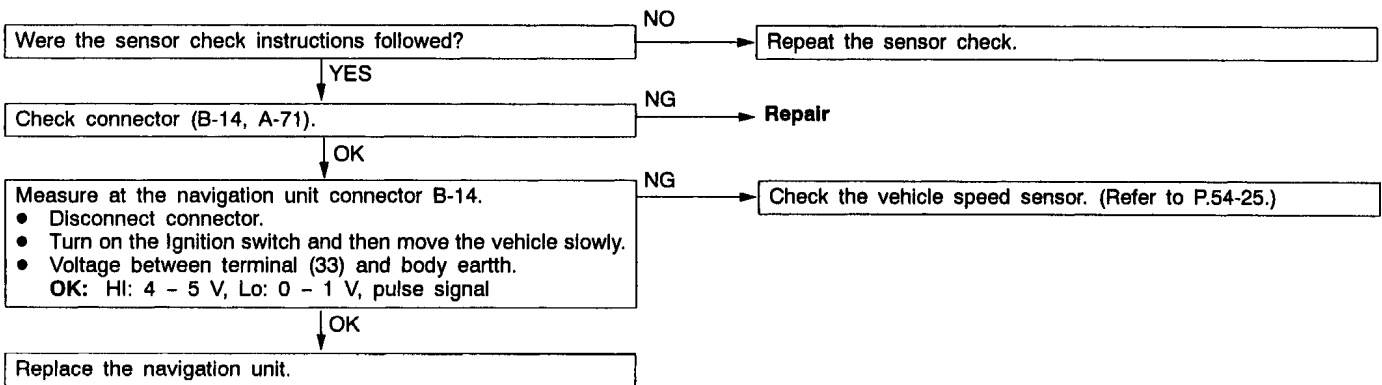 NO
Were the sensor check instructions followed?
Repeat the sensor check.
YES
NG
Check connector (B-14, A-71).
Repair
OK
NG
Measure at the navigation unit connector B-14.
Check the vehicle speed sensor. (Refer to P.54-25.)
● Disconnect connector.
● Turn on the Ignition switch and then move the vehicle slowly.
● Voltage between terminal (33) and body eartth.
OK: HI: 4 – 5 V, Lo: 0 – 1 V, pulse signal
OK
Replace the navigation unit.